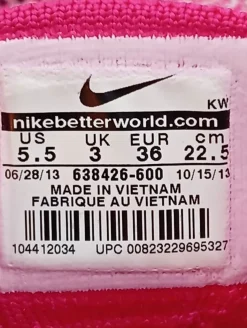 KW
nikebetterworld.com
US UK EUR cm
5.5 3 36 22.5
06/28/13 638426-600 10/15/13
MADE IN VIETNAM
FABRIQUE AU VIETNAM
104412034 UPC 00823229695327